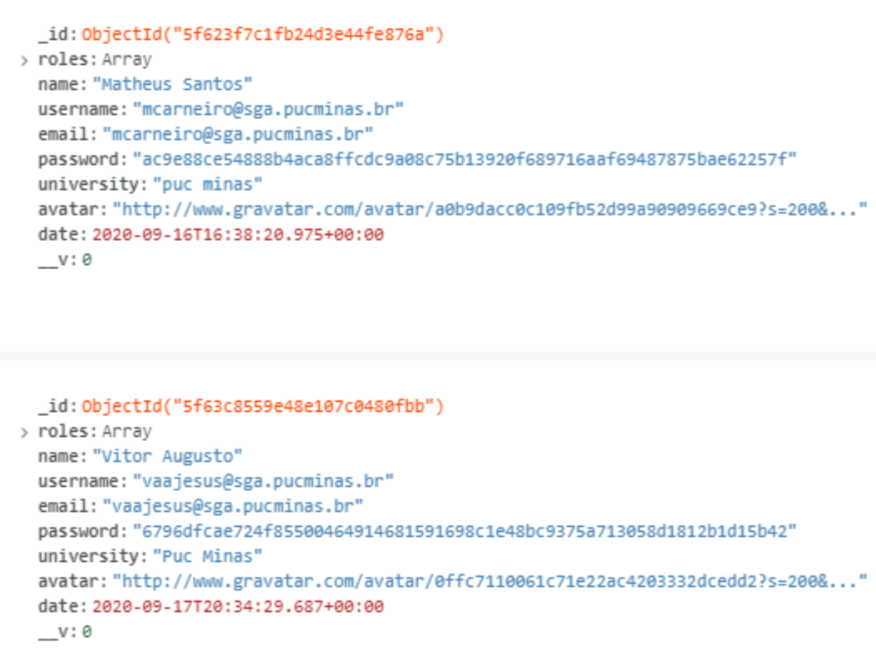 _id: ObjectId("5f623f7c1fb24d3e44fe876a")
> roles: Array
name: "Matheus Santos"
username: "mcarneiro@sga.pucminas.br"
email: "mcarneiro@sga.pucminas.br"
password: "ac9e88ce54888b4aca8ffcdc9a08c75b13920f689716aaf69487875bae62257f"
university: "puc minas"
avatar: "http://www.gravatar.com/avatar/a0b9dacc0c109fb52d99a90909669ce9?s=200&..."
date: 2020-09-16T16:38:20.975+00:00
__v: 0
_id: ObjectId("5f63c8559e48e107c0480fbb")
> roles: Array
name: "Vitor Augusto"
username: "vaajesus@sga.pucminas.br"
email: "vaajesus@sga.pucminas.br"
password: "6796dfcae724f85500464914681591698c1e48bc9375a713058d1812b1d15b42"
university: "Puc Minas"
avatar: "http://www.gravatar.com/avatar/0ffc7110061c71e22ac4203332dcedd2?s=200&..."
date: 2020-09-17T20:34:29.687+00:00
__v: 0